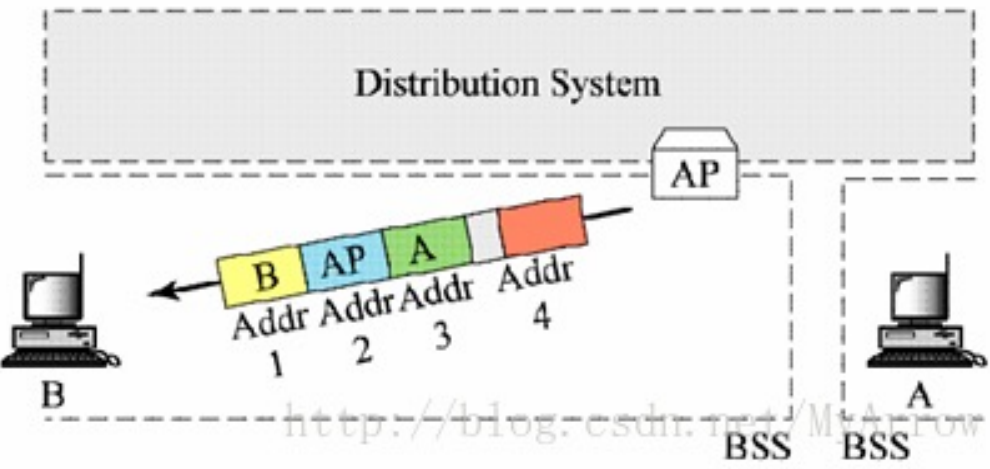 Distribution System
AP
B AP A
Addr Addr Addr Addr
1 2 3 4
B
A
http://blog.csdn.net/MyArrow
BSS BSS